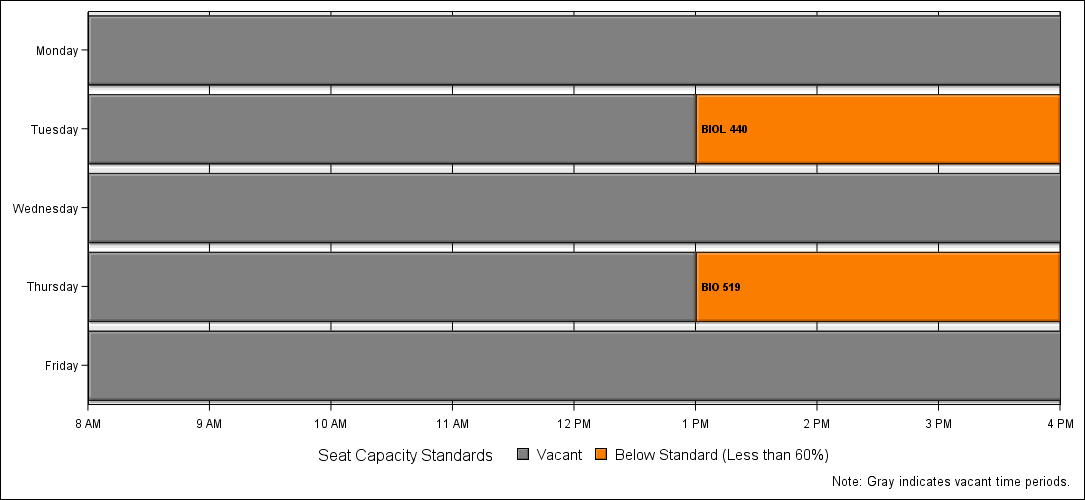 Monday
Tuesday
BIOL 440
Wednesday
Thursday
BIO 519
Friday
8 AM 9 AM 10 AM 11 AM 12 PM 1 PM 2 PM 3 PM 4 PM
Seat Capacity Standards Vacant Below Standard (Less than 60%)
Note: Gray indicates vacant time periods.